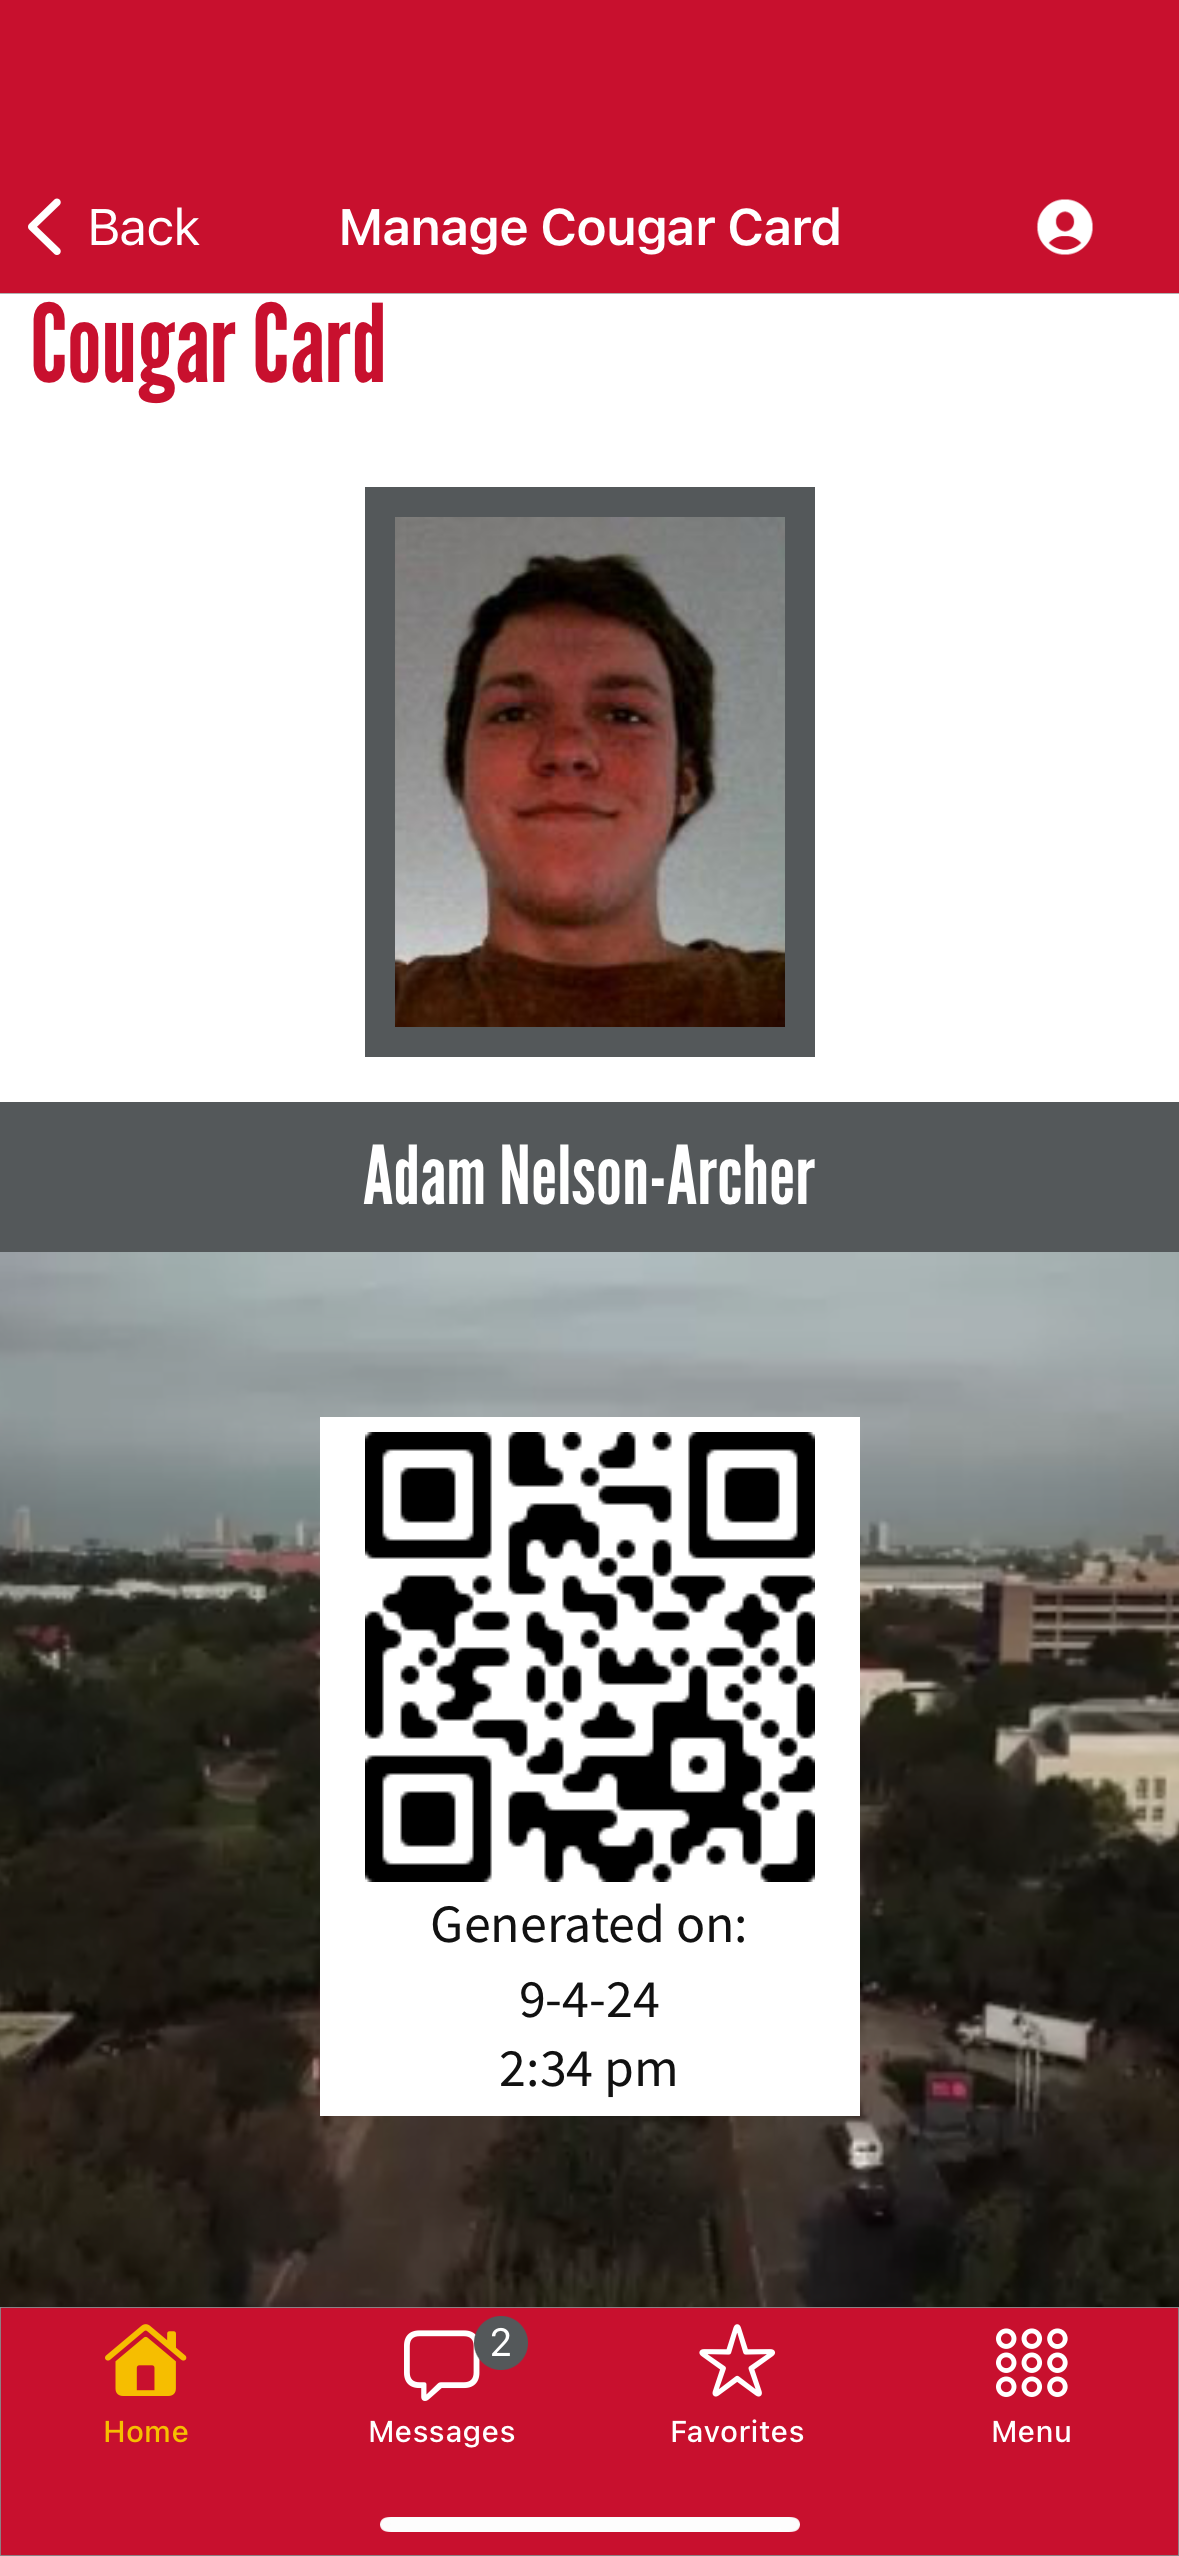 Back
Manage Cougar Card
Cougar Card
Adam Nelson-Archer
Generated on:
9-4-24
2:34 pm
2
Home
Messages
Favorites
Menu